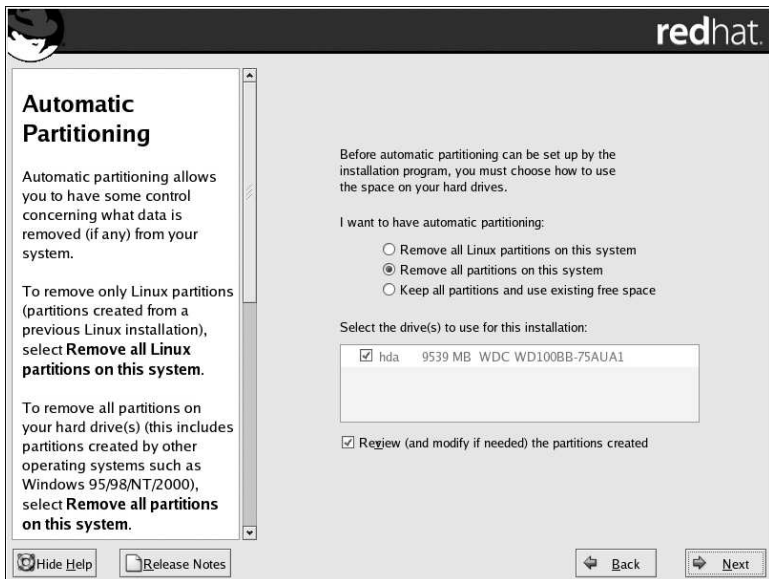 redhat.
Automatic
Partitioning
Automatic partitioning allows
you to have some control
concerning what data is
removed (if any) from your
system.
To remove only Linux partitions
(partitions created from a
previous Linux installation),
select Remove all Linux
partitions on this system.
To remove all partitions on
your hard drive(s) (this includes
partitions created by other
operating systems such as
Windows 95/98/NT/2000),
select Remove all partitions
on this system.
Before automatic partitioning can be set up by the
installation program, you must choose how to use
the space on your hard drives.
I want to have automatic partitioning:
Remove all Linux partitions on this system
Remove all partitions on this system
Keep all partitions and use existing free space
Select the drive(s) to use for this installation:
hda 9539 MB WDC WD100BB-75AUA1
Review (and modify if needed) the partitions created
Hide Help
Release Notes
Back
Next